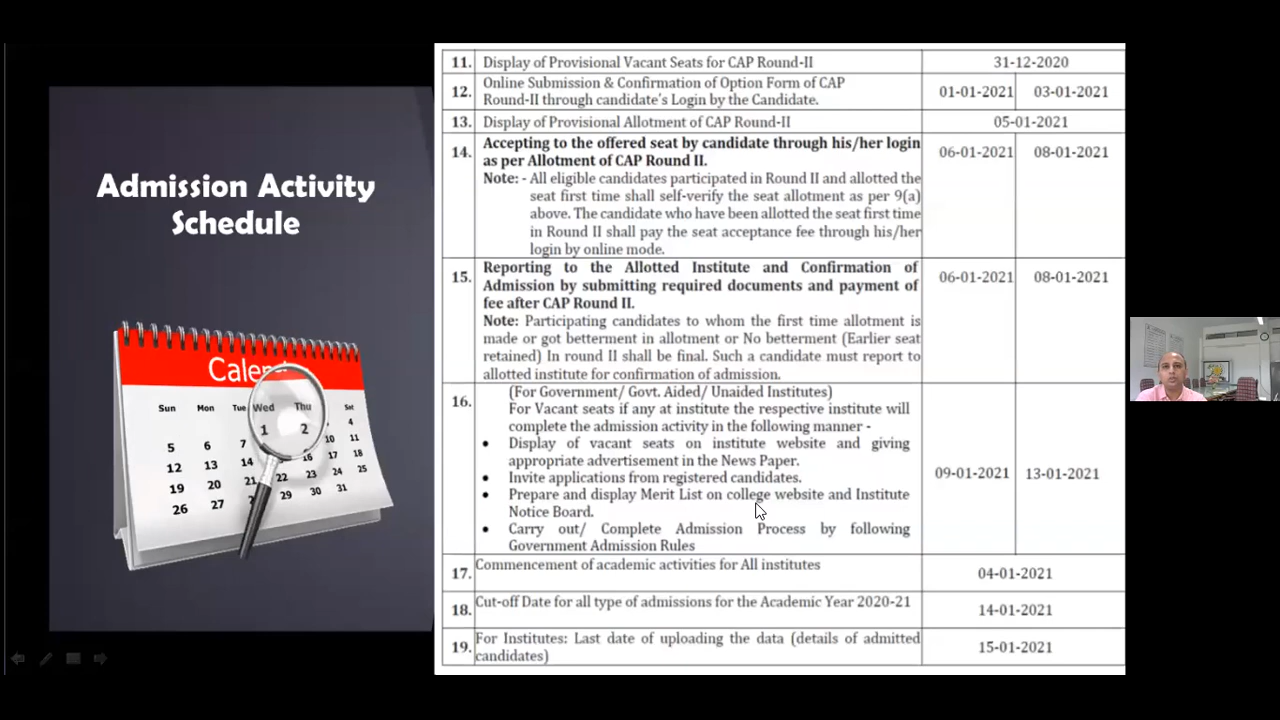 Admission Activity
Schedule
Calend
Sun Mon Tue Wed Thu Sat
1 2 4
5 6 7 10 11
12 13 14 16 17 18
19 20 21 22 23 24 25
26 27 29 30 31
11. Display of Provisional Vacant Seats for CAP Round-II 31-12-2020
12. Online Submission & Confirmation of Option Form of CAP
Round-II through candidate's Login by the Candidate. 01-01-2021 03-01-2021
13. Display of Provisional Allotment of CAP Round-II 05-01-2021
14. Accepting to the offered seat by candidate through his/her login
as per Allotment of CAP Round II. 06-01-2021 08-01-2021
Note: - All eligible candidates participated in Round II and allotted the
seat first time shall self-verify the seat allotment as per 9(a)
above. The candidate who have been allotted the seat first time
in Round II shall pay the seat acceptance fee through his/her
login by online mode.
15. Reporting to the Allotted Institute and Confirmation of
Admission by submitting required documents and payment of
fee after CAP Round II. 06-01-2021 08-01-2021
Note: Participating candidates to whom the first time allotment is
made or got betterment in allotment or No betterment (Earlier seat
retained) In round II shall be final. Such a candidate must report to
allotted institution for confirmation of admission.
16. (For Government/ Govt. Aided/ Unaided Institutes)
For Vacant seats if any at institute the respective institute will
complete the admission activity in the following manner -
• Display of vacant seats on institute website and giving
appropriate advertisement in the News Paper.
• Invite applications from registered candidates. 09-01-2021 13-01-2021
• Prepare and display Merit List on college website and Institute
Notice Board.
• Carry out/ Complete Admission Process by following
Government Admission Rules
17. Commencement of academic activities for All institutes 04-01-2021
18. Cut-off Date for all type of admissions for the Academic Year 2020-21 14-01-2021
19. For Institutes: Last date of uploading the data (details of admitted
candidates) 15-01-2021